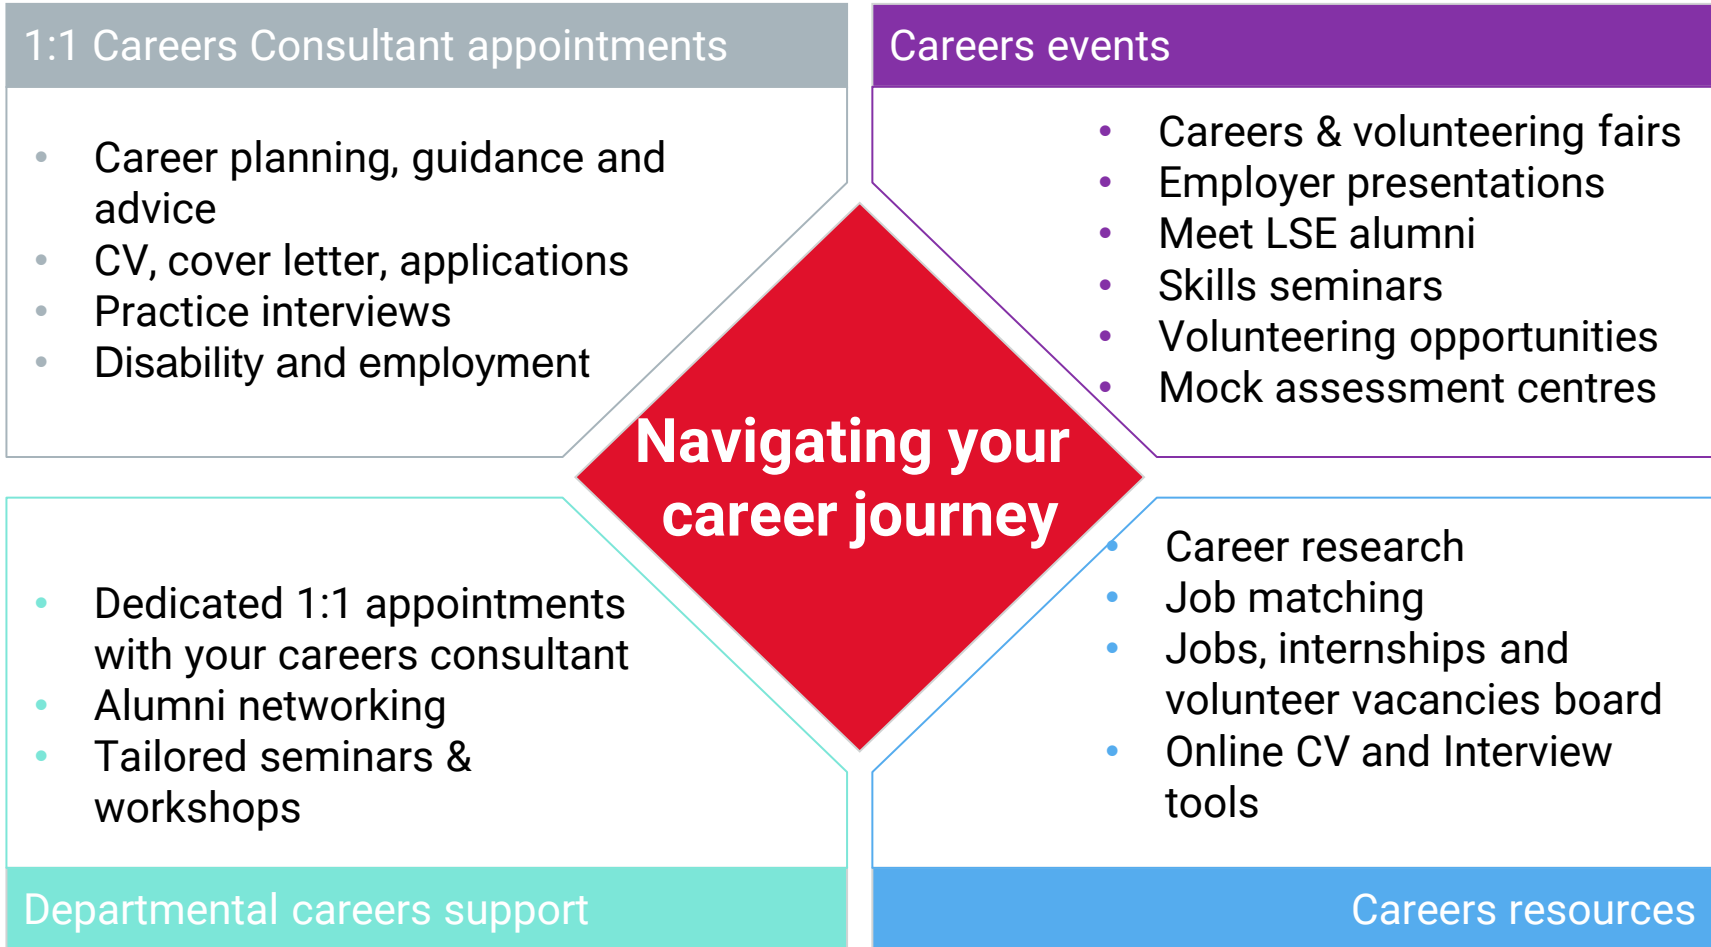 1:1 Careers Consultant appointments
• Career planning, guidance and
advice
• CV, cover letter, applications
• Practice interviews
• Disability and employment
Careers events
• Careers & volunteering fairs
• Employer presentations
• Meet LSE alumni
• Skills seminars
• Volunteering opportunities
• Mock assessment centres
Navigating your
career journey
• Dedicated 1:1 appointments
with your careers consultant
• Alumni networking
• Tailored seminars &
workshops
Departmental careers support
• Career research
• Job matching
• Jobs, internships and
volunteer vacancies board
• Online CV and Interview
tools
Careers resources